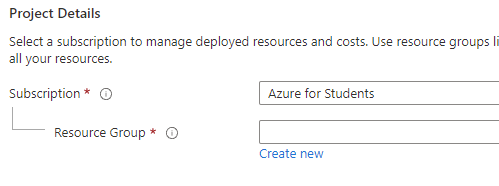 Project Details
Select a subscription to manage deployed resources and costs. Use resource groups li
all your resources.
Subscription * ⓘ
Azure for Students
Resource Group * ⓘ
Create new